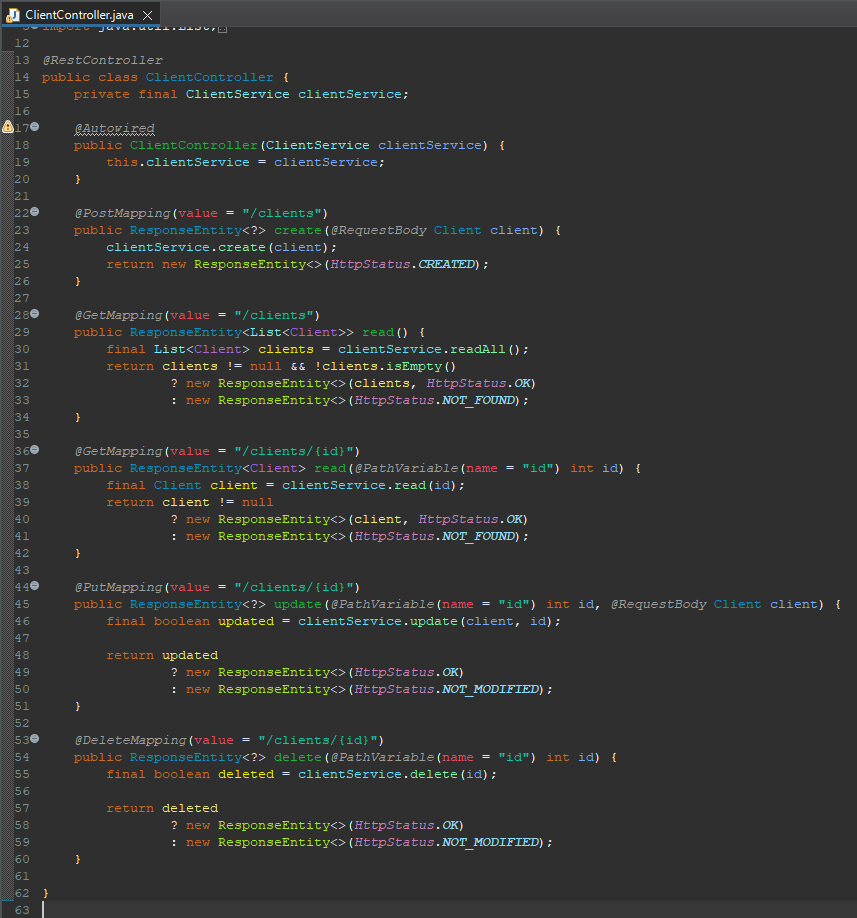 ClientController.java
import java.util.List;
12
13 @RestController
14 public class ClientController {
15     private final ClientService clientService;
16
17     @Autowired
18     public ClientController(ClientService clientService) {
19         this.clientService = clientService;
20     }
21
22     @PostMapping(value = "/clients")
23     public ResponseEntity<?> create(@RequestBody Client client) {
24         clientService.create(client);
25         return new ResponseEntity<>(HttpStatus.CREATED);
26     }
27
28     @GetMapping(value = "/clients")
29     public ResponseEntity<List<Client>> read() {
30         final List<Client> clients = clientService.readAll();
31         return clients != null && !clients.isEmpty()
32                 ? new ResponseEntity<>(clients, HttpStatus.OK)
33                 : new ResponseEntity<>(HttpStatus.NOT_FOUND);
34     }
35
36     @GetMapping(value = "/clients/{id}")
37     public ResponseEntity<Client> read(@PathVariable(name = "id") int id) {
38         final Client client = clientService.read(id);
39         return client != null
40                 ? new ResponseEntity<>(client, HttpStatus.OK)
41                 : new ResponseEntity<>(HttpStatus.NOT_FOUND);
42     }
43
44     @PutMapping(value = "/clients/{id}")
45     public ResponseEntity<?> update(@PathVariable(name = "id") int id, @RequestBody Client client) {
46         final boolean updated = clientService.update(client, id);
47
48         return updated
49                 ? new ResponseEntity<>(HttpStatus.OK)
50                 : new ResponseEntity<>(HttpStatus.NOT_MODIFIED);
51     }
52
53     @DeleteMapping(value = "/clients/{id}")
54     public ResponseEntity<?> delete(@PathVariable(name = "id") int id) {
55         final boolean deleted = clientService.delete(id);
56
57         return deleted
58                 ? new ResponseEntity<>(HttpStatus.OK)
59                 : new ResponseEntity<>(HttpStatus.NOT_MODIFIED);
60     }
61
62 }
63